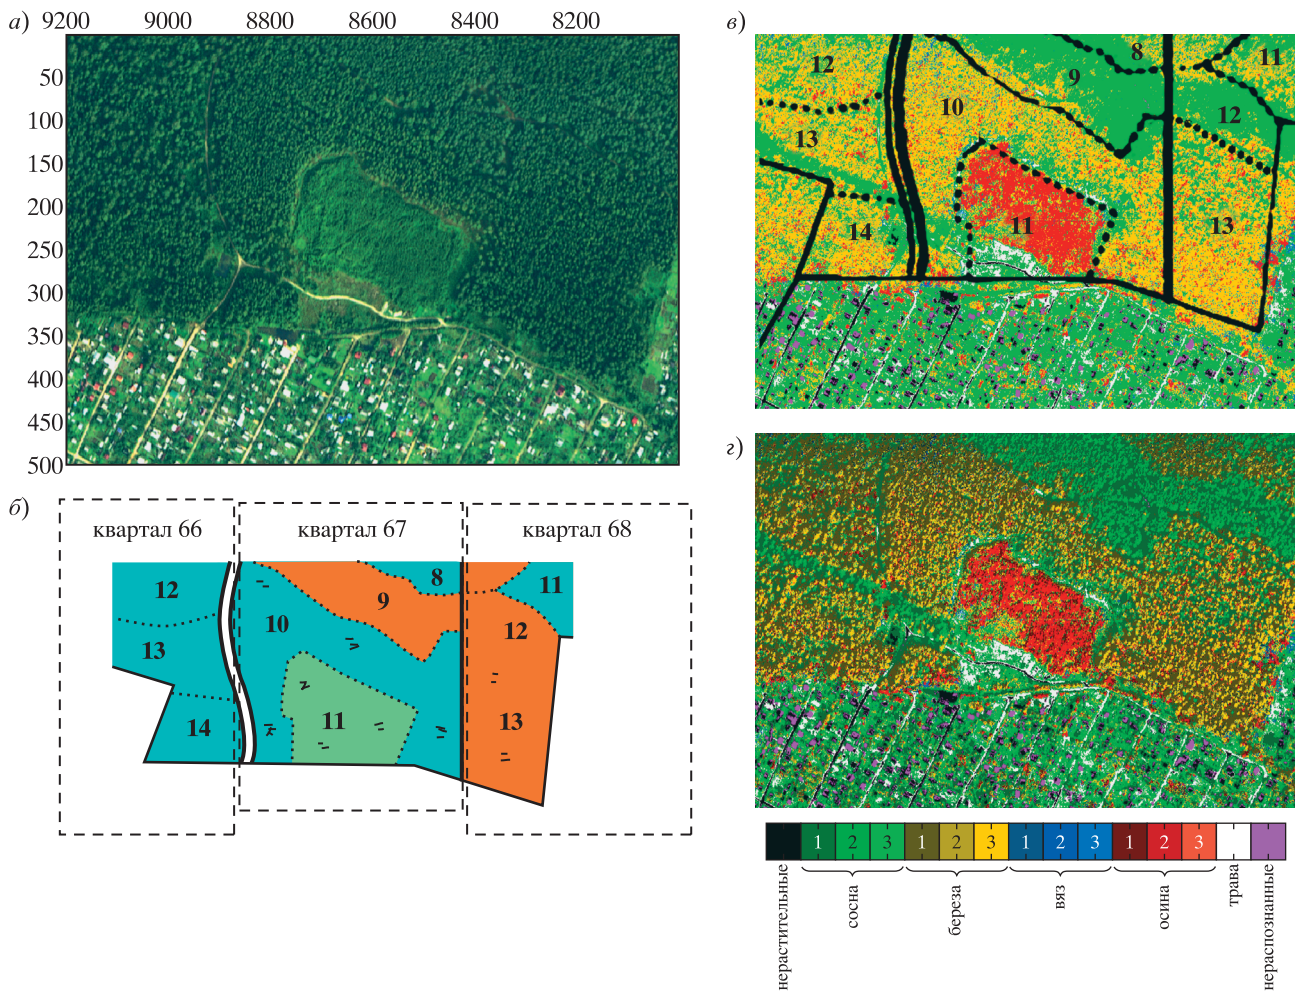 а)
9200 9000 8800 8600 8400 8200
50
100
150
200
250
300
350
400
450
500
б)
квартал 66 квартал 67 квартал 68
12
13
14
8
9
10
11
11
12
13
в)
12
13
14
8
9
10
11
11
12
13
г)
1 2 3 1 2 3 1 2 3 1 2 3
нерастительные
сосна
береза
вяз
осина
трава
нераспознанные